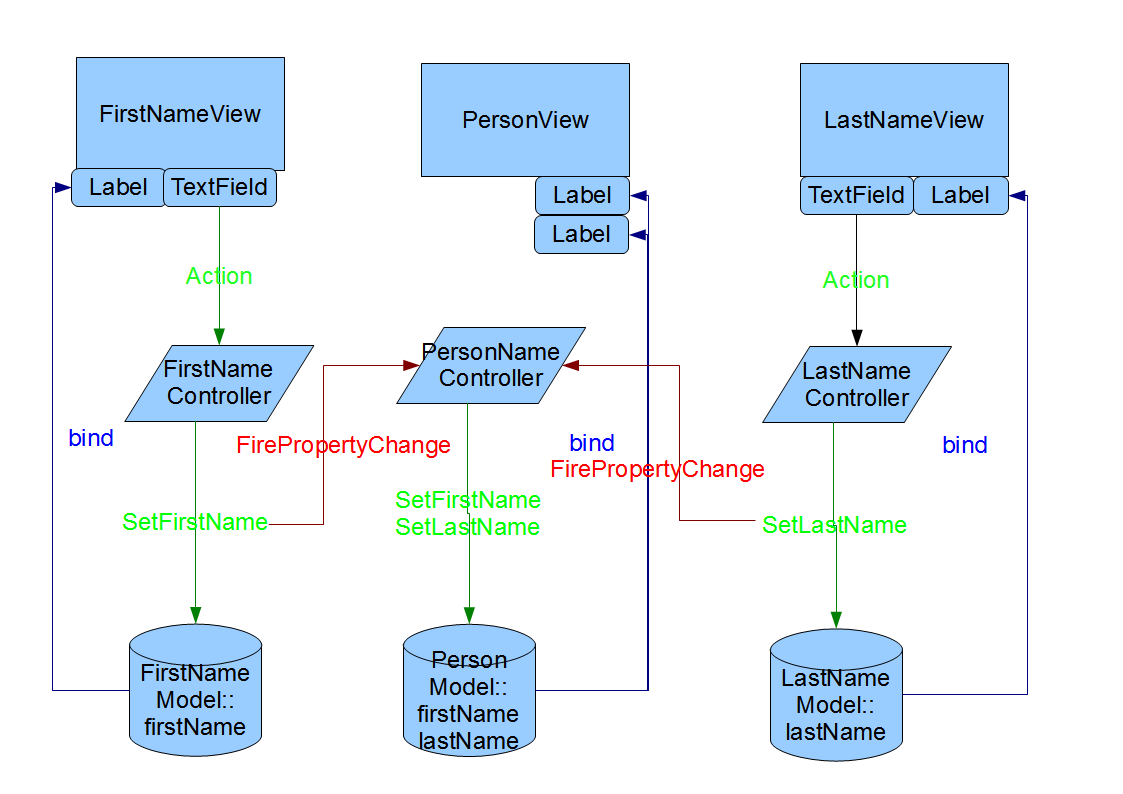 FirstNameView
PersonView
LastNameView
Label
TextField
Label
Label
TextField
Label
Action
Action
FirstName
Controller
PersonName
Controller
LastName
Controller
bind
FirePropertyChange
bind
FirePropertyChange
bind
SetFirstName
SetFirstName
SetLastName
SetLastName
FirstName
Model::
firstName
Person
Model::
firstName
lastName
LastName
Model::
lastName